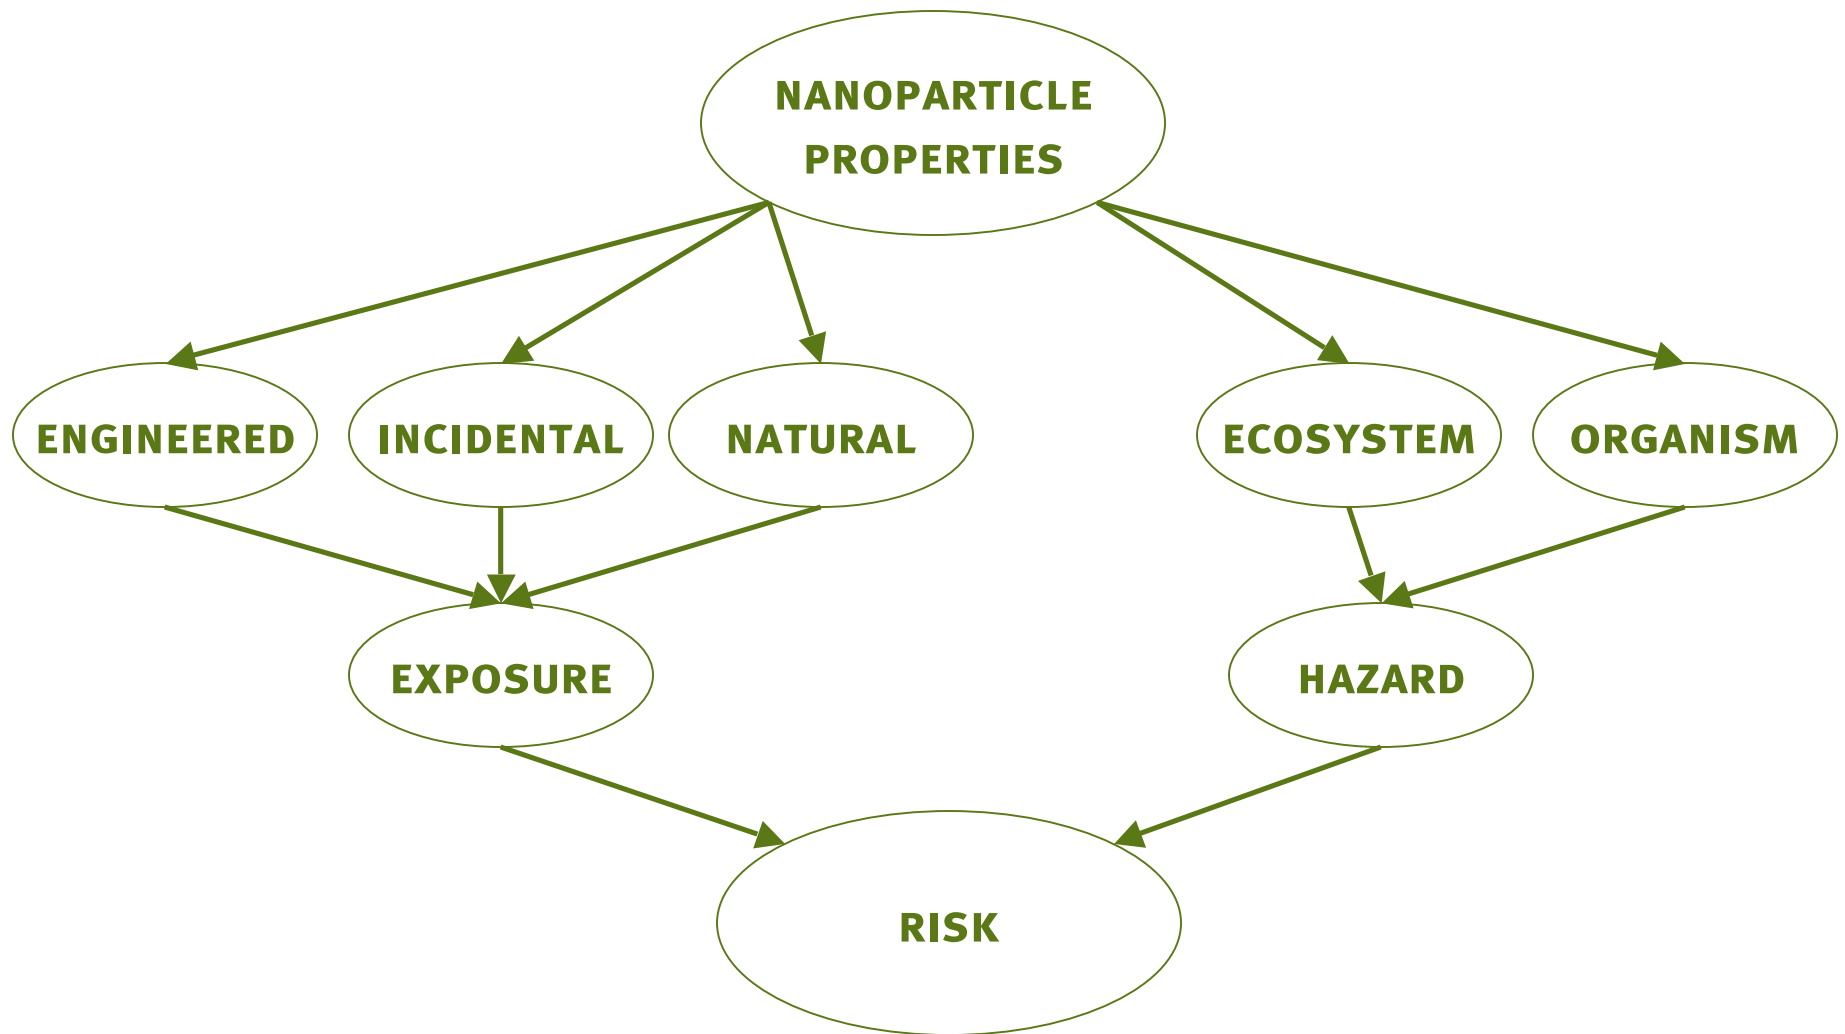 NANOPARTICLE
PROPERTIES
ENGINEERED
INCIDENTAL
NATURAL
ECOSYSTEM
ORGANISM
EXPOSURE
HAZARD
RISK